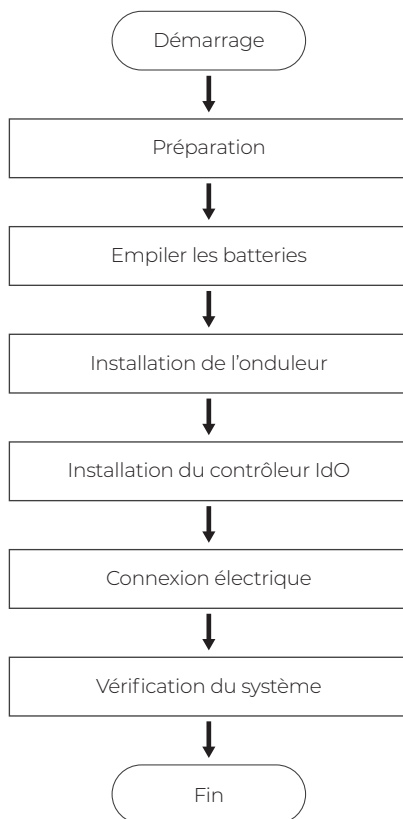 Démarrage
Préparation
Empiler les batteries
Installation de l’onduleur
Installation du contrôleur IdO
Connexion électrique
Vérification du système
Fin